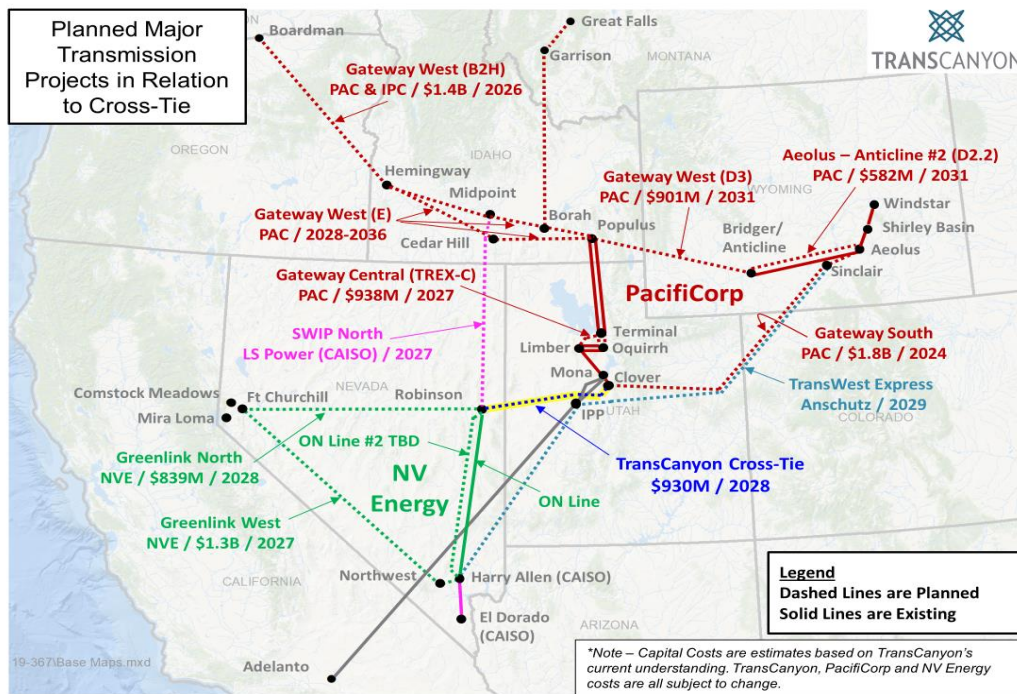 Planned Major
Transmission
Projects in Relation
to Cross-Tie
Boardman
Great Falls
Garrison
MONTANA
TRANSCANYON
Gateway West (B2H)
PAC & IPC / $1.4B / 2026
OREGON
IDAHO
Hemingway
Midpoint
Gateway West (D3)
PAC / $901M / 2031
Aeolus – Anticline #2 (D2.2)
PAC / $582M / 2031
WYOMING
Windstar
Shirley Basin
Aeolus
Sinclair
Gateway West (E)
PAC / 2028-2036
Cedar Hill
Borah
Populus
Bridger/
Anticline
Gateway Central (TREX-C)
PAC / $938M / 2027
PacifiCorp
SWIP North
LS Power (CAISO) / 2027
Terminal
Limber
Oquirrh
Gateway South
PAC / $1.8B / 2024
Mona
Clover
TransWest Express
Anschutz / 2029
NEVADA
Comstock Meadows
Ft Churchill
Robinson
Mira Loma
IPP
UTAH
COLORADO
Greenlink North
NVE / $839M / 2028
ON Line #2 TBD
NV
Energy
TransCanyon Cross-Tie
$930M / 2028
ON Line
Greenlink West
NVE / $1.3B / 2027
CALIFORNIA
Northwest
Harry Allen (CAISO)
El Dorado
(CAISO)
ARIZONA
Adelanto
Legend
Dashed Lines are Planned
Solid Lines are Existing
19-367\Base Maps.mxd
*Note – Capital Costs are estimates based on TransCanyon's
current understanding. TransCanyon, PacifiCorp and NV Energy
costs are all subject to change.